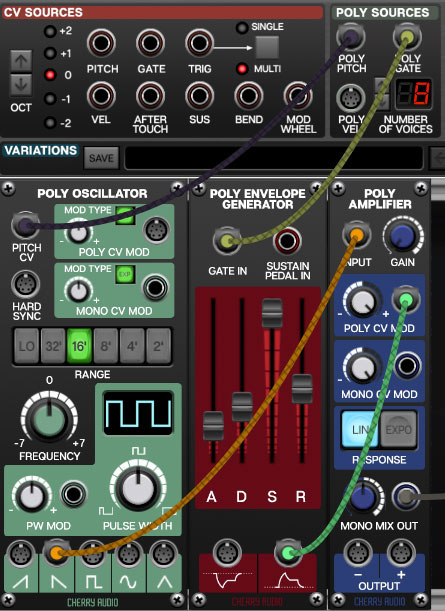 CV SOURCES
+2
+1
0
-1
-2
OCT
PITCH GATE TRIG
SINGLE
MULTI
VEL AFTER TOUCH SUS BEND MOD WHEEL
POLY SOURCES
POLY PITCH
POLY GATE
POLY VEL
8
NUMBER OF VOICES
VARIATIONS
SAVE
POLY OSCILLATOR
PITCH CV
MOD TYPE
- +
POLY CV MOD
MOD TYPE
EXP
- +
MONO CV MOD
HARD SYNC
LO 32' 16' 8' 4' 2'
RANGE
0
-7 +7
FREQUENCY
- +
PW MOD
PULSE WIDTH
CHERRY AUDIO
POLY ENVELOPE GENERATOR
GATE IN
SUSTAIN PEDAL IN
A D S R
CHERRY AUDIO
POLY AMPLIFIER
INPUT
GAIN
- +
POLY CV MOD
- +
MONO CV MOD
LIN EXPO
RESPONSE
MONO MIX OUT
- +
OUTPUT
CHERRY AUDIO